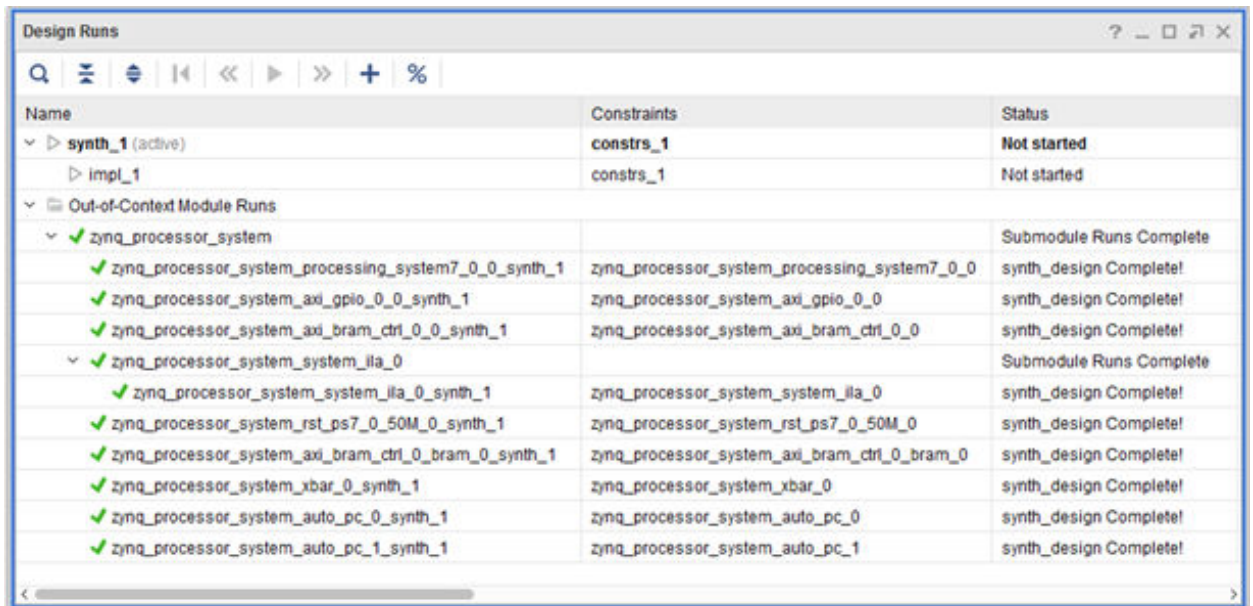 Design Runs
Name Constraints Status
synth_1 (active) constrs_1 Not started
impl_1 constrs_1 Not started
Out-of-Context Module Runs
zynq_processor_system Submodule Runs Complete
zynq_processor_system_processing_system7_0_0_synth_1 zynq_processor_system_processing_system7_0_0 synth_design Complete!
zynq_processor_system_axi_gpio_0_0_synth_1 zynq_processor_system_axi_gpio_0_0 synth_design Complete!
zynq_processor_system_axi_bram_ctrl_0_0_synth_1 zynq_processor_system_axi_bram_ctrl_0_0 synth_design Complete!
zynq_processor_system_system_ila_0 Submodule Runs Complete
zynq_processor_system_system_ila_0_synth_1 zynq_processor_system_system_ila_0 synth_design Complete!
zynq_processor_system_rst_ps7_0_50M_0_synth_1 zynq_processor_system_rst_ps7_0_50M_0 synth_design Complete!
zynq_processor_system_axi_bram_ctrl_0_bram_0_synth_1 zynq_processor_system_axi_bram_ctrl_0_bram_0 synth_design Complete!
zynq_processor_system_xbar_0_synth_1 zynq_processor_system_xbar_0 synth_design Complete!
zynq_processor_system_auto_pc_0_synth_1 zynq_processor_system_auto_pc_0 synth_design Complete!
zynq_processor_system_auto_pc_1_synth_1 zynq_processor_system_auto_pc_1 synth_design Complete!